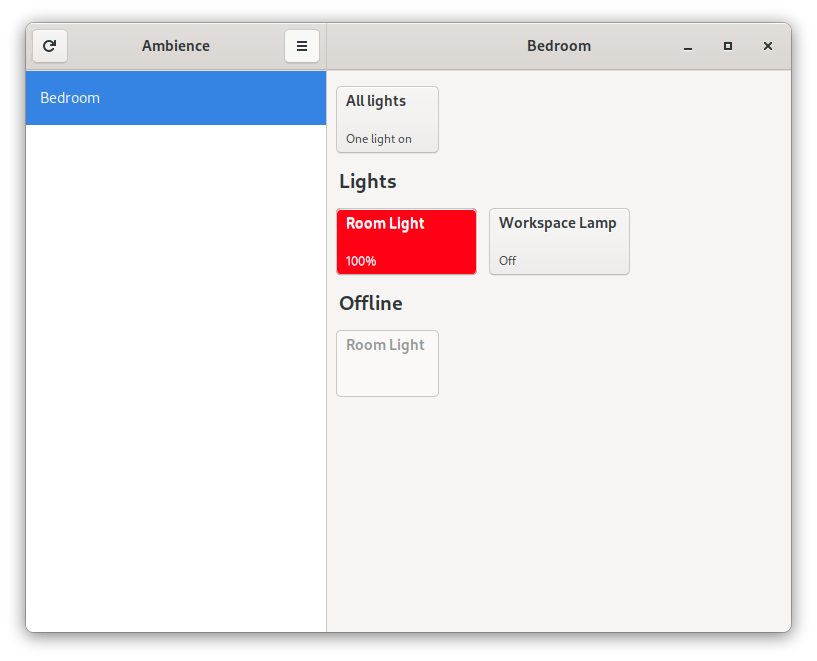 Ambience
Bedroom
Bedroom
All lights
One light on
Lights
Room Light
100%
Workspace Lamp
Off
Offline
Room Light